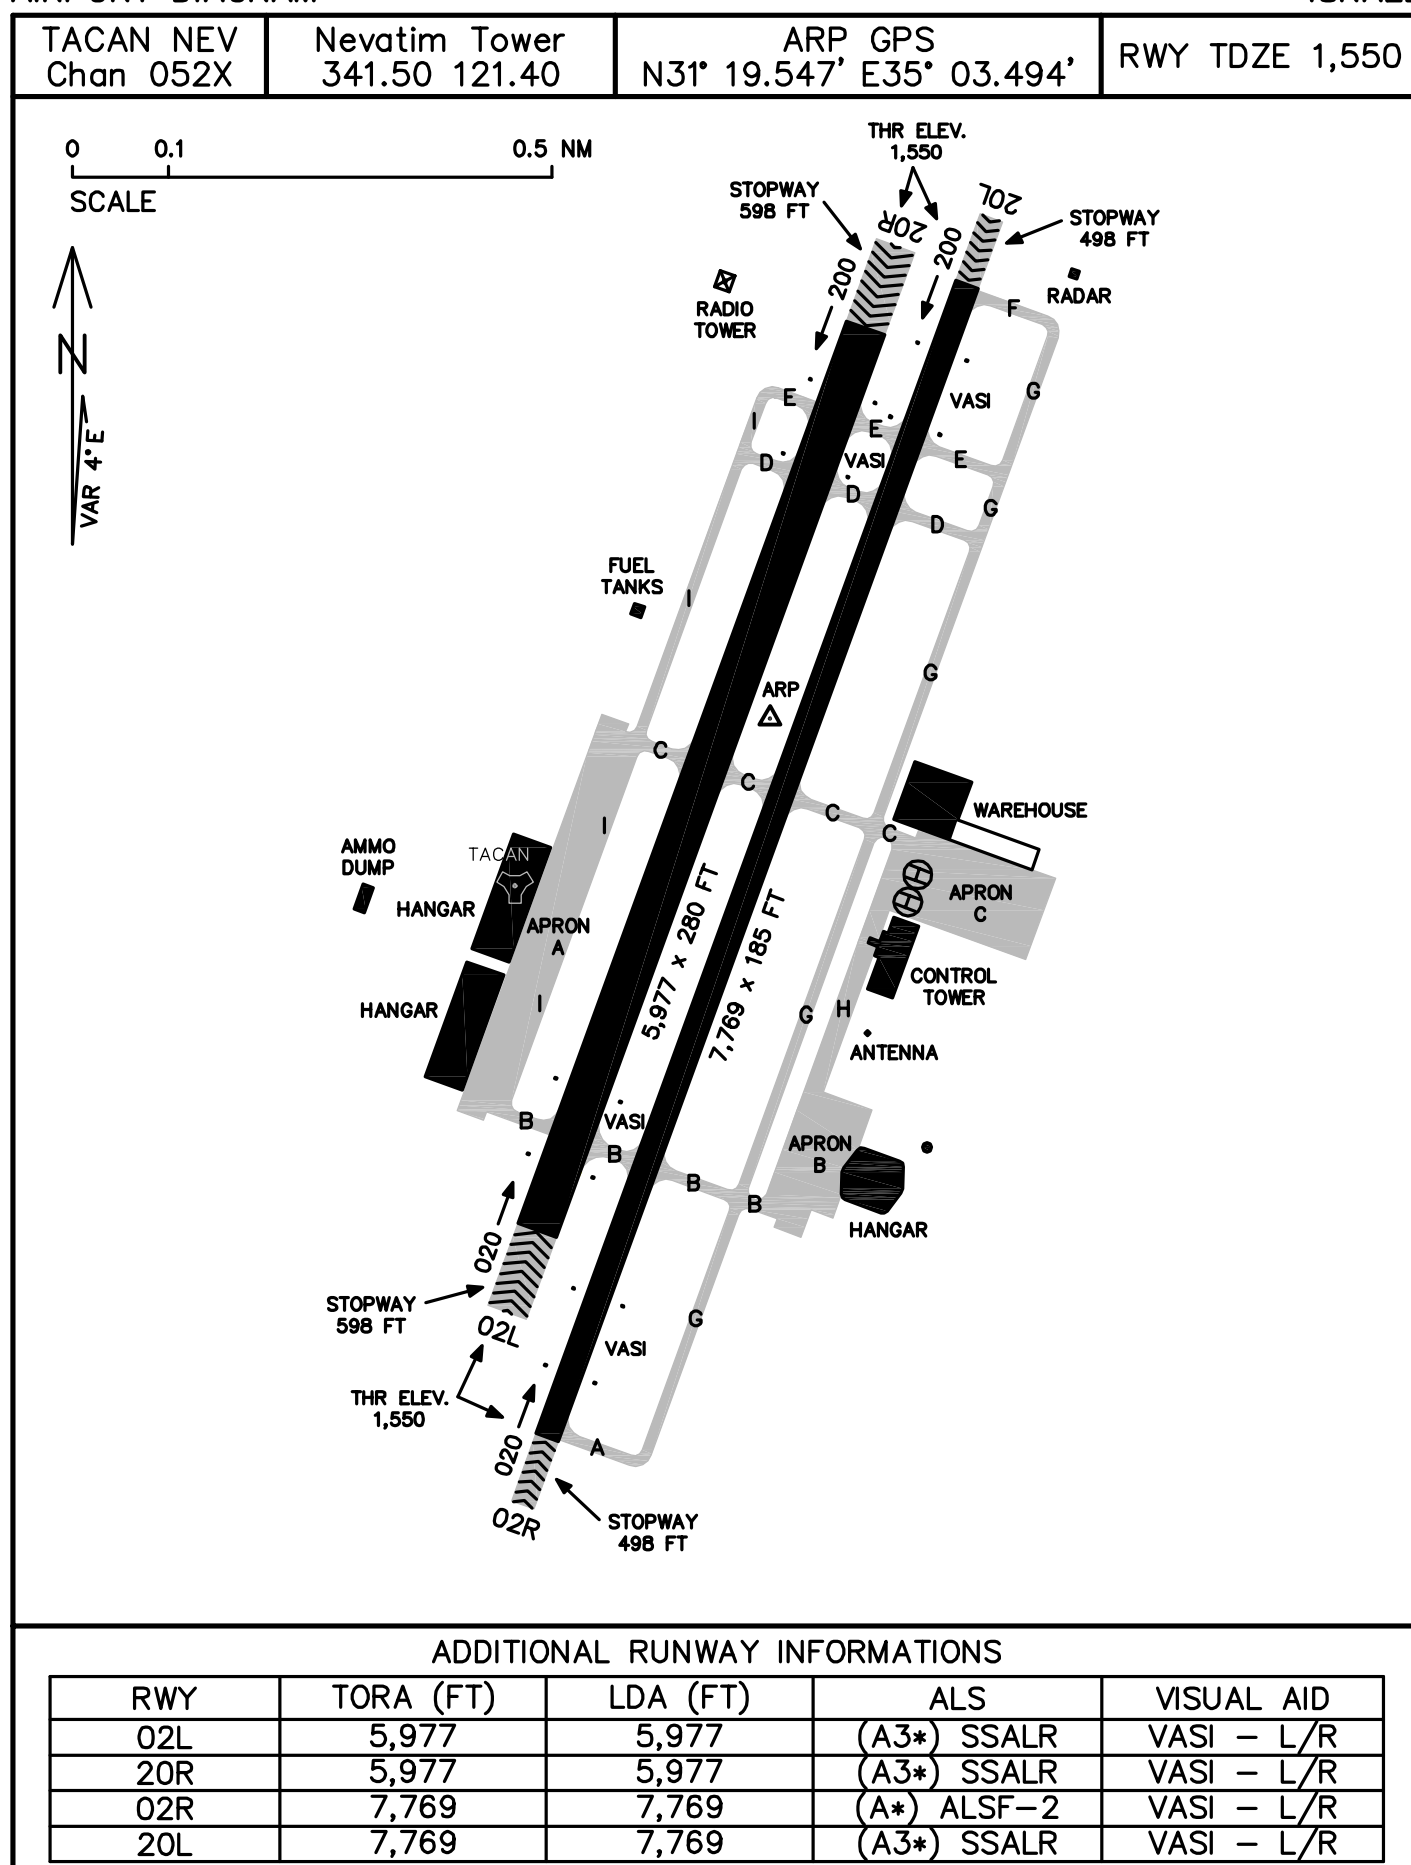 TACAN NEV
Chan 052X
Nevatim Tower
341.50 121.40
ARP GPS
N31° 19.547' E35° 03.494'
RWY TDZE 1,550
0 0.1 0.5 NM
SCALE
N
VAR 4° E
THR ELEV.
1,550
STOPWAY
598 FT
20R
20L
STOPWAY
498 FT
200
200
RADIO
TOWER
RADAR
F
E
I
D
VASI
E
VASI
E
G
D
G
D
FUEL
TANKS
I
G
ARP
C
C
C
C
WAREHOUSE
I
AMMO
DUMP
TACAN
HANGAR
APRON
A
APRON
C
H
H
5,977 × 280 FT
7,769 × 185 FT
CONTROL
TOWER
HANGAR
I
G
H
ANTENNA
B
VASI
B
B
B
APRON
B
HANGAR
020
STOPWAY
598 FT
02L
G
VASI
THR ELEV.
1,550
020
A
02R
STOPWAY
498 FT
ADDITIONAL RUNWAY INFORMATIONS
RWY TORA (FT) LDA (FT) ALS VISUAL AID
02L 5,977 5,977 (A3*) SSALR VASI – L/R
20R 5,977 5,977 (A3*) SSALR VASI – L/R
02R 7,769 7,769 (A*) ALSF–2 VASI – L/R
20L 7,769 7,769 (A3*) SSALR VASI – L/R